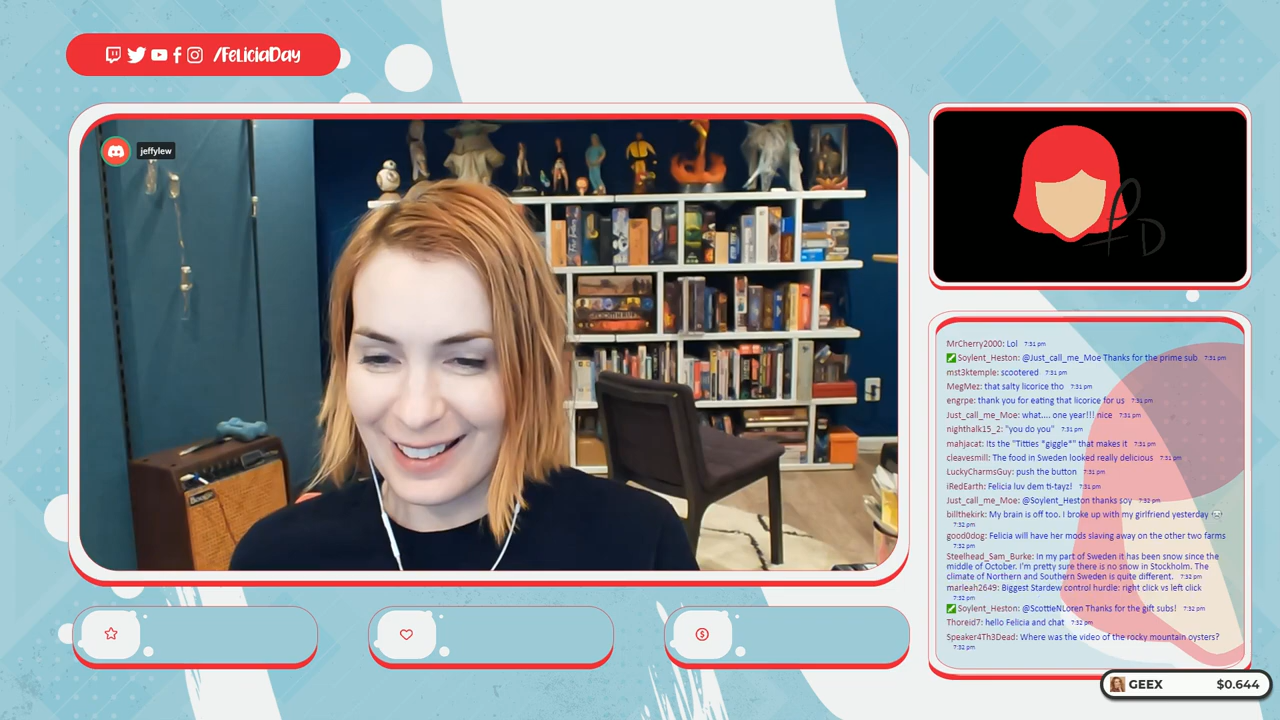 /FeLiciaDay
jeffylew
MrCherry2000: Lol 7:31 pm
Soylent_Heston: @Just_call_me_Moe Thanks for the prime sub 7:31 pm
mst3ktemple: scootered 7:31 pm
MegMez: that salty licorice tho 7:31 pm
engrpe: thank you for eating that licorice for us 7:31 pm
Just_call_me_Moe: what.... one year!!! nice 7:31 pm
nighthalk15_2: "you do you" 7:31 pm
mahjacat: Its the "Titties *giggle*" that makes it 7:31 pm
cleavesmill: The food in Sweden looked really delicious 7:31 pm
LuckyCharmsGuy: push the button 7:31 pm
iRedEarth: Felicia luv dem ti-tayz! 7:31 pm
Just_call_me_Moe: @Soylent_Heston thanks soy 7:32 pm
billthekirk: My brain is off too. I broke up with my girlfriend yesterday
7:32 pm
good0dog: Felicia will have her mods slaving away on the other two farms
7:32 pm
Steelhead_Sam_Burke: In my part of Sweden it has been snow since the
middle of October. I'm pretty sure there is no snow in Stockholm. The
climate of Northern and Southern Sweden is quite different. 7:32 pm
marleah2649: Biggest Stardew control hurdle: right click vs left click
7:32 pm
Soylent_Heston: @ScottieNLoren Thanks for the gift subs! 7:32 pm
Thoreid7: hello Felicia and chat 7:32 pm
Speaker4Th3Dead: Where was the video of the rocky mountain oysters?
7:32 pm
GEEX $0.644